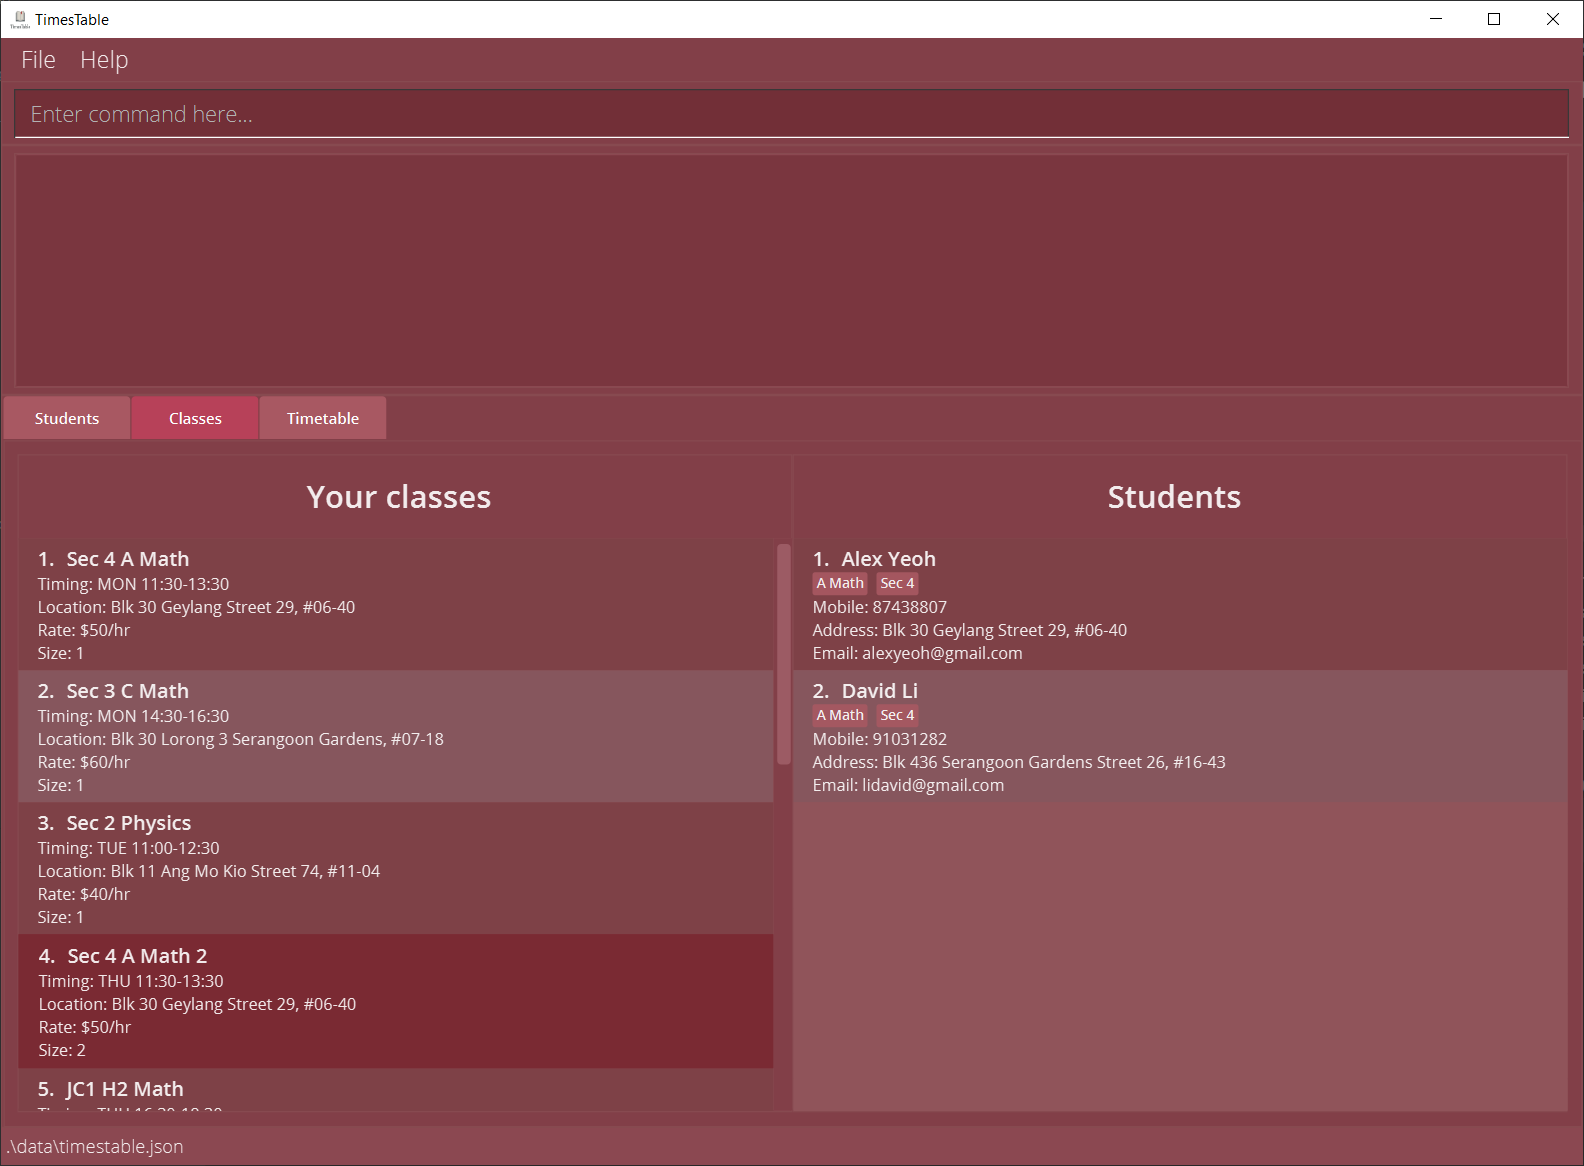 TimesTable
File Help
Enter command here...
Students Classes Timetable
Your classes
1. Sec 4 A Math
Timing: MON 11:30-13:30
Location: Blk 30 Geylang Street 29, #06-40
Rate: $50/hr
Size: 1
2. Sec 3 C Math
Timing: MON 14:30-16:30
Location: Blk 30 Lorong 3 Serangoon Gardens, #07-18
Rate: $60/hr
Size: 1
3. Sec 2 Physics
Timing: TUE 11:00-12:30
Location: Blk 11 Ang Mo Kio Street 74, #11-04
Rate: $40/hr
Size: 1
4. Sec 4 A Math 2
Timing: THU 11:30-13:30
Location: Blk 30 Geylang Street 29, #06-40
Rate: $50/hr
Size: 2
5. JC1 H2 Math
Students
1. Alex Yeoh
A Math Sec 4
Mobile: 87438807
Address: Blk 30 Geylang Street 29, #06-40
Email: alexyeoh@gmail.com
2. David Li
A Math Sec 4
Mobile: 91031282
Address: Blk 436 Serangoon Gardens Street 26, #16-43
Email: lidavid@gmail.com
.\data\timestable.json